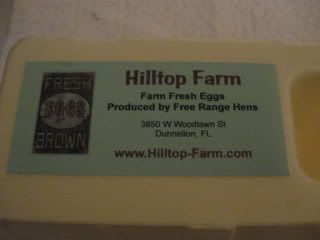 FRESH
EGGS
BROWN
Hilltop Farm
Farm Fresh Eggs
Produced by Free Range Hens
3850 W Woodlawn St
Dunnellon, FL
www.Hilltop-Farm.com